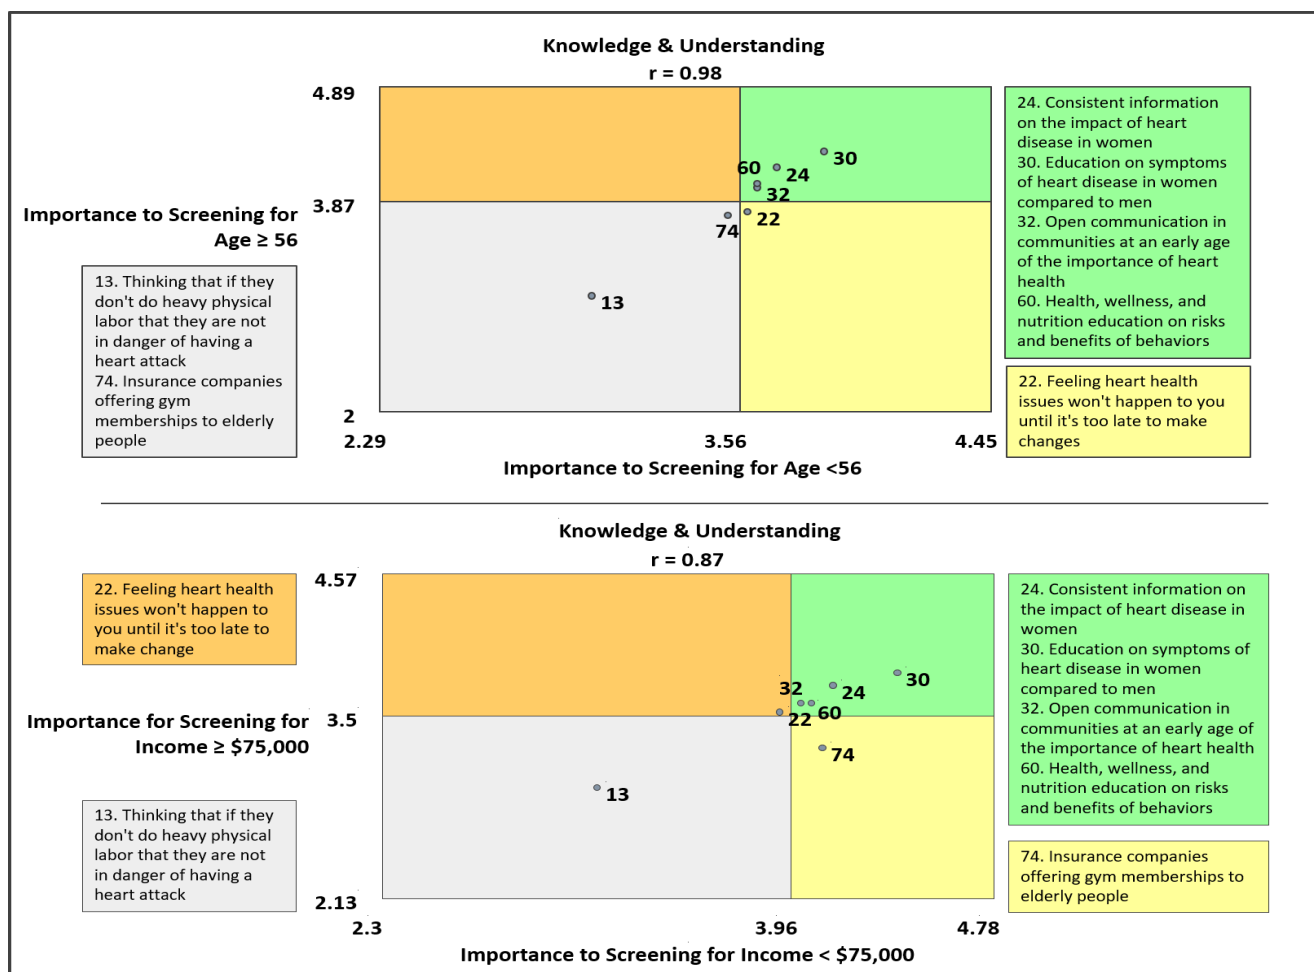 Knowledge & Understanding
r = 0.98
4.89
3.87
2
2.29
3.56
4.45
Importance to Screening for
Age ≥ 56
Importance to Screening for Age <56
60
24
30
32
74
22
13
13. Thinking that if they
don't do heavy physical
labor that they are not
in danger of having a
heart attack
74. Insurance companies
offering gym
memberships to elderly
people
24. Consistent information
on the impact of heart
disease in women
30. Education on symptoms
of heart disease in women
compared to men
32. Open communication in
communities at an early age
of the importance of heart
health
60. Health, wellness, and
nutrition education on risks
and benefits of behaviors
22. Feeling heart health
issues won't happen to you
until it's too late to make
changes
Knowledge & Understanding
r = 0.87
4.57
3.5
2.13
2.3
3.96
4.78
Importance for Screening for
Income ≥ $75,000
Importance to Screening for Income < $75,000
32
24
30
22
60
74
13
22. Feeling heart health
issues won't happen to
you until it's too late to
make change
13. Thinking that if they
don't do heavy physical
labor that they are not
in danger of having a
heart attack
24. Consistent information on
the impact of heart disease in
women
30. Education on symptoms of
heart disease in women
compared to men
32. Open communication in
communities at an early age of
the importance of heart health
60. Health, wellness, and
nutrition education on risks
and benefits of behaviors
74. Insurance companies
offering gym memberships to
elderly people